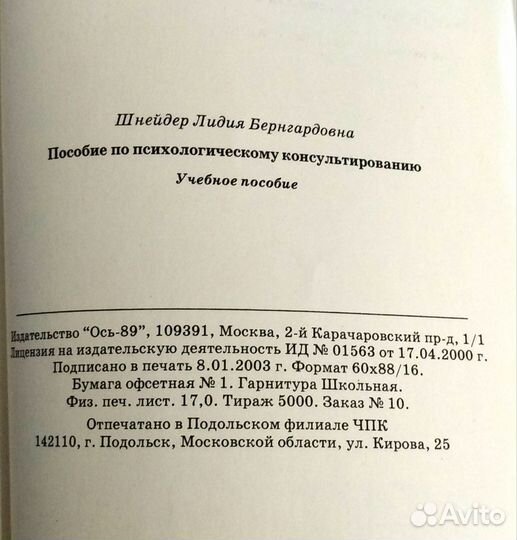 Шнейдер Лидия Бернгардовна
Пособие по психологическому консультированию
Учебное пособие
Издательство "Ось-89", 109391, Москва, 2-й Карачаровский пр-д, 1/1
Лицензия на издательскую деятельность ИД № 01563 от 17.04.2000 г.
Подписано в печать 8.01.2003 г. Формат 60х88/16.
Бумага офсетная № 1. Гарнитура Школьная.
Физ. печ. лист. 17,0. Тираж 5000. Заказ № 10.
Отпечатано в Подольском филиале ЧПК
142110, г. Подольск, Московской области, ул. Кирова, 25
Avito